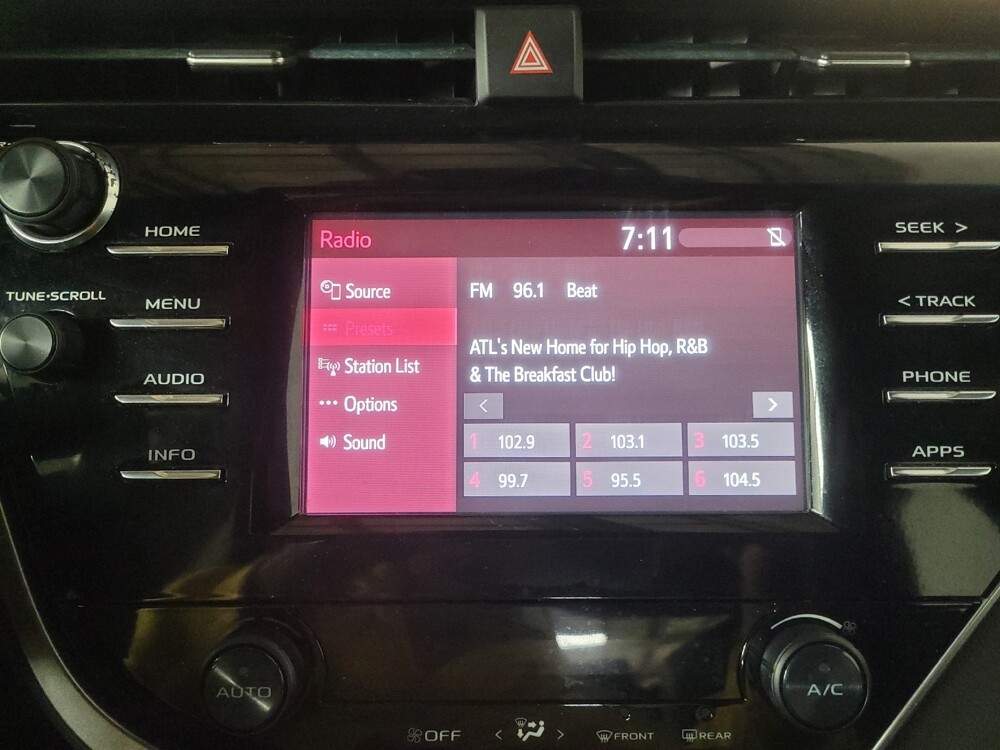 HOME
TUNE•SCROLL
MENU
AUDIO
INFO
Radio
7:11
Source
Presets
Station List
Options
Sound
FM 96.1 Beat
ATL's New Home for Hip Hop, R&B
& The Breakfast Club!
< >
1 102.9 2 103.1 3 103.5
4 99.7 5 95.5 6 104.5
SEEK >
< TRACK
PHONE
APPS
AUTO
A/C
OFF < > FRONT REAR